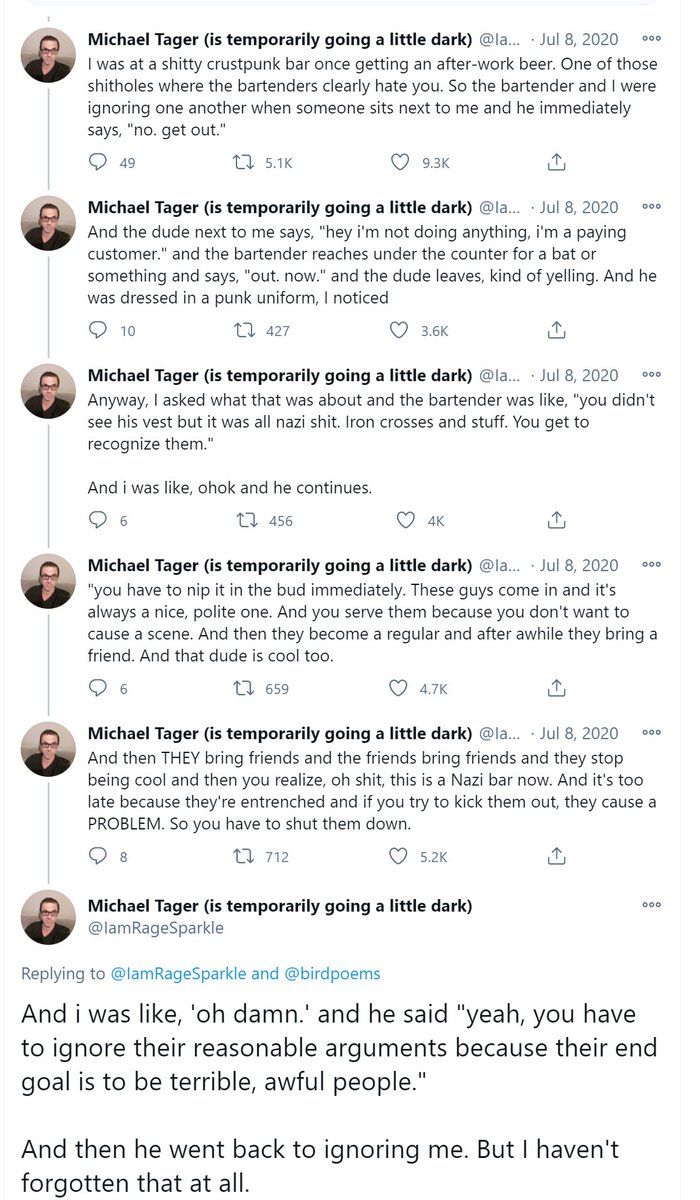 Michael Tager (is temporarily going a little dark) @Ia... · Jul 8, 2020
I was at a shitty crustpunk bar once getting an after-work beer. One of those
shitholes where the bartenders clearly hate you. So the bartender and I were
ignoring one another when someone sits next to me and he immediately
says, "no. get out."
49 5.1K 9.3K
Michael Tager (is temporarily going a little dark) @Ia... · Jul 8, 2020
And the dude next to me says, "hey i'm not doing anything, i'm a paying
customer." and the bartender reaches under the counter for a bat or
something and says, "out. now." and the dude leaves, kind of yelling. And he
was dressed in a punk uniform, I noticed
10 427 3.6K
Michael Tager (is temporarily going a little dark) @Ia... · Jul 8, 2020
Anyway, I asked what that was about and the bartender was like, "you didn't
see his vest but it was all nazi shit. Iron crosses and stuff. You get to
recognize them."
And i was like, ohok and he continues.
6 456 4K
Michael Tager (is temporarily going a little dark) @Ia... · Jul 8, 2020
"you have to nip it in the bud immediately. These guys come in and it's
always a nice, polite one. And you serve them because you don't want to
cause a scene. And then they become a regular and after awhile they bring a
friend. And that dude is cool too.
6 659 4.7K
Michael Tager (is temporarily going a little dark) @Ia... · Jul 8, 2020
And then THEY bring friends and the friends bring friends and they stop
being cool and then you realize, oh shit, this is a Nazi bar now. And it's too
late because they're entrenched and if you try to kick them out, they cause a
PROBLEM. So you have to shut them down.
8 712 5.2K
Michael Tager (is temporarily going a little dark)
@IamRageSparkle
Replying to @IamRageSparkle and @birdpoems
And i was like, 'oh damn.' and he said "yeah, you have
to ignore their reasonable arguments because their end
goal is to be terrible, awful people."
And then he went back to ignoring me. But I haven't
forgotten that at all.